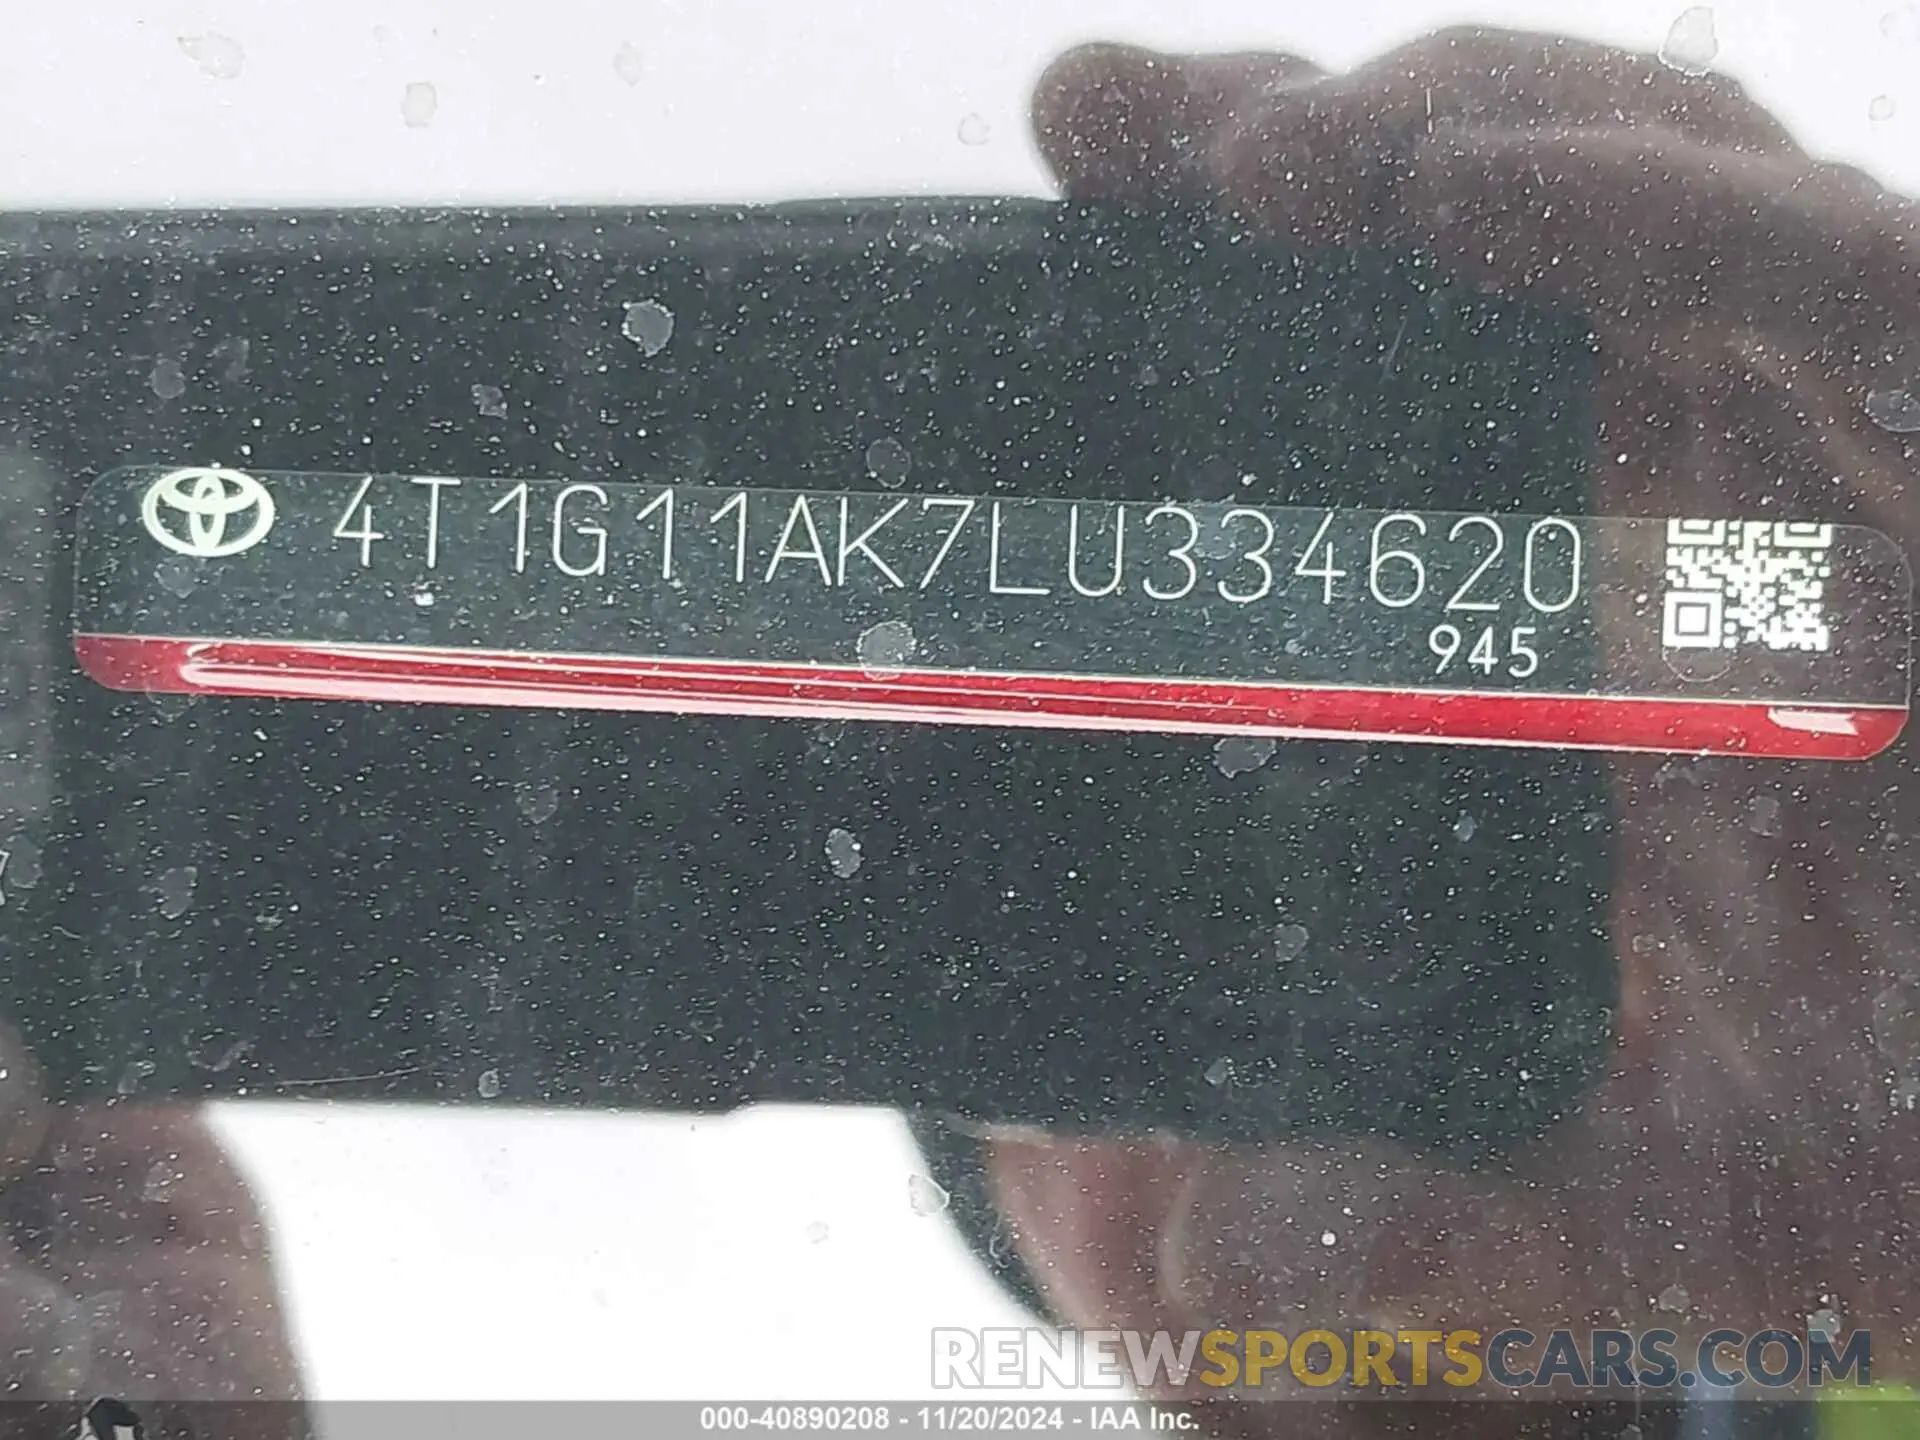 4T1G11AK7LU334620
945
RENEWSPORTSCARS.COM
000-40890208 - 11/20/2024 - IAA Inc.